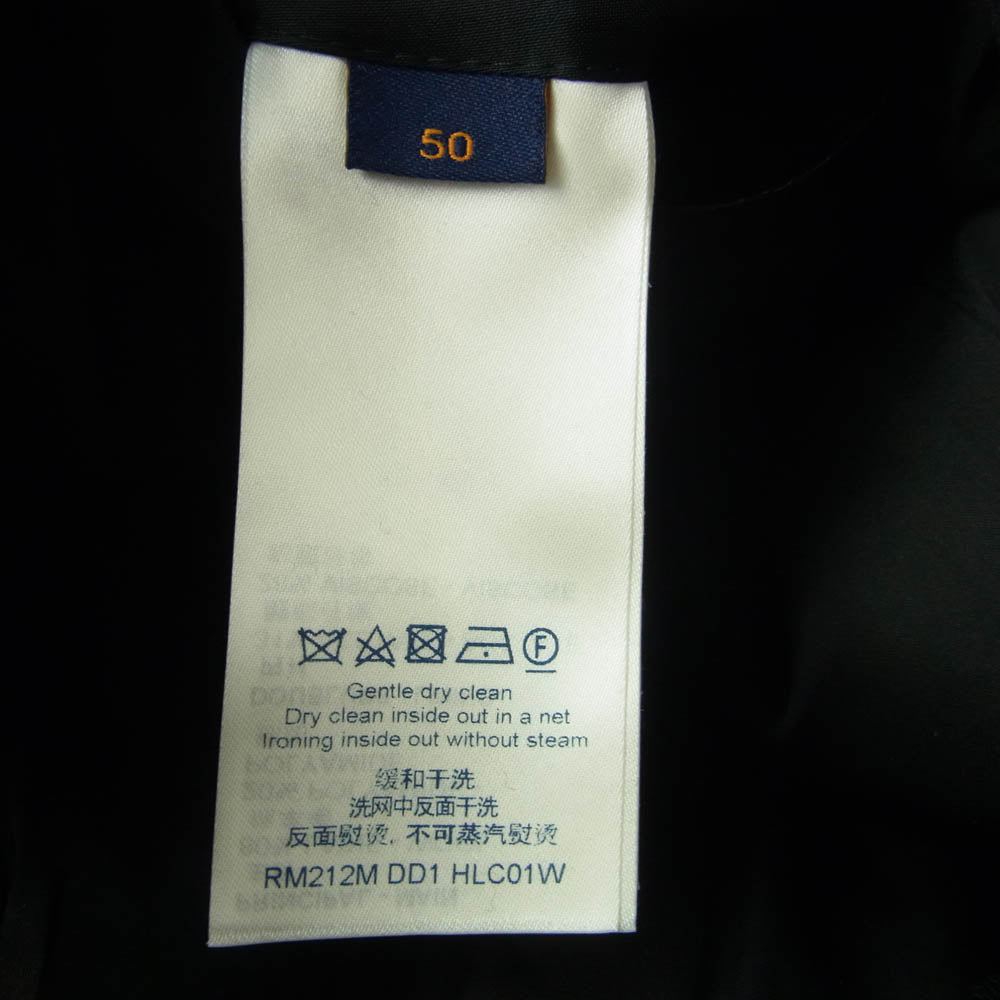 50
F
Gentle dry clean
Dry clean inside out in a net
Ironing inside out without steam
缓和干洗
洗网中反面干洗
反面熨烫, 不可蒸汽熨烫
RM212M DD1 HLC01W
PRINCIPAL - MAIN